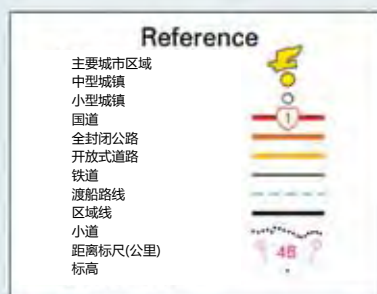 Reference
主要城市区域
中型城镇
小型城镇
国道
1
全封闭公路
开放式道路
铁道
渡船路线
区域线
小道
距离标尺(公里)
48
标高